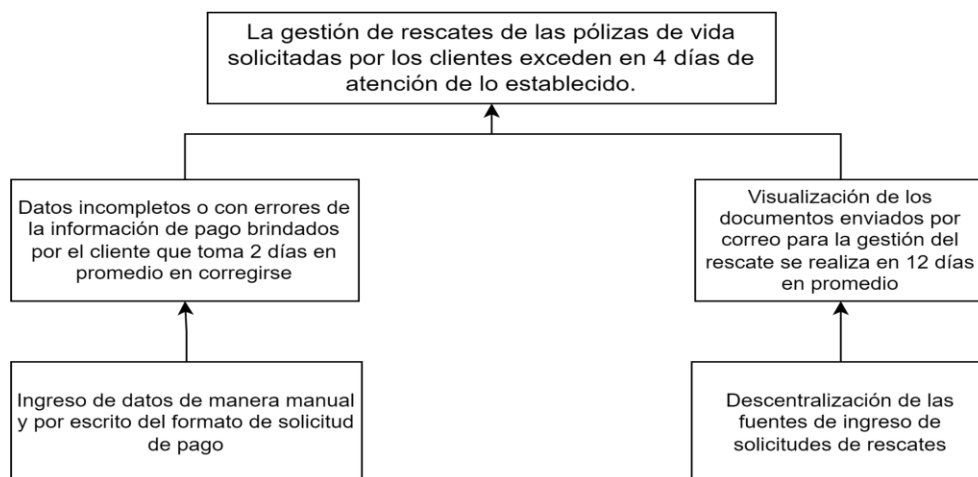 La gestión de rescates de las pólizas de vida
solicitadas por los clientes exceden en 4 días de
atención de lo establecido.
Datos incompletos o con errores de
la información de pago brindados
por el cliente que toma 2 días en
promedio en corregirse
Visualización de los
documentos enviados por
correo para la gestión del
rescate se realiza en 12 días
en promedio
Ingreso de datos de manera manual
y por escrito del formato de solicitud
de pago
Descentralización de las
fuentes de ingreso de
solicitudes de rescates